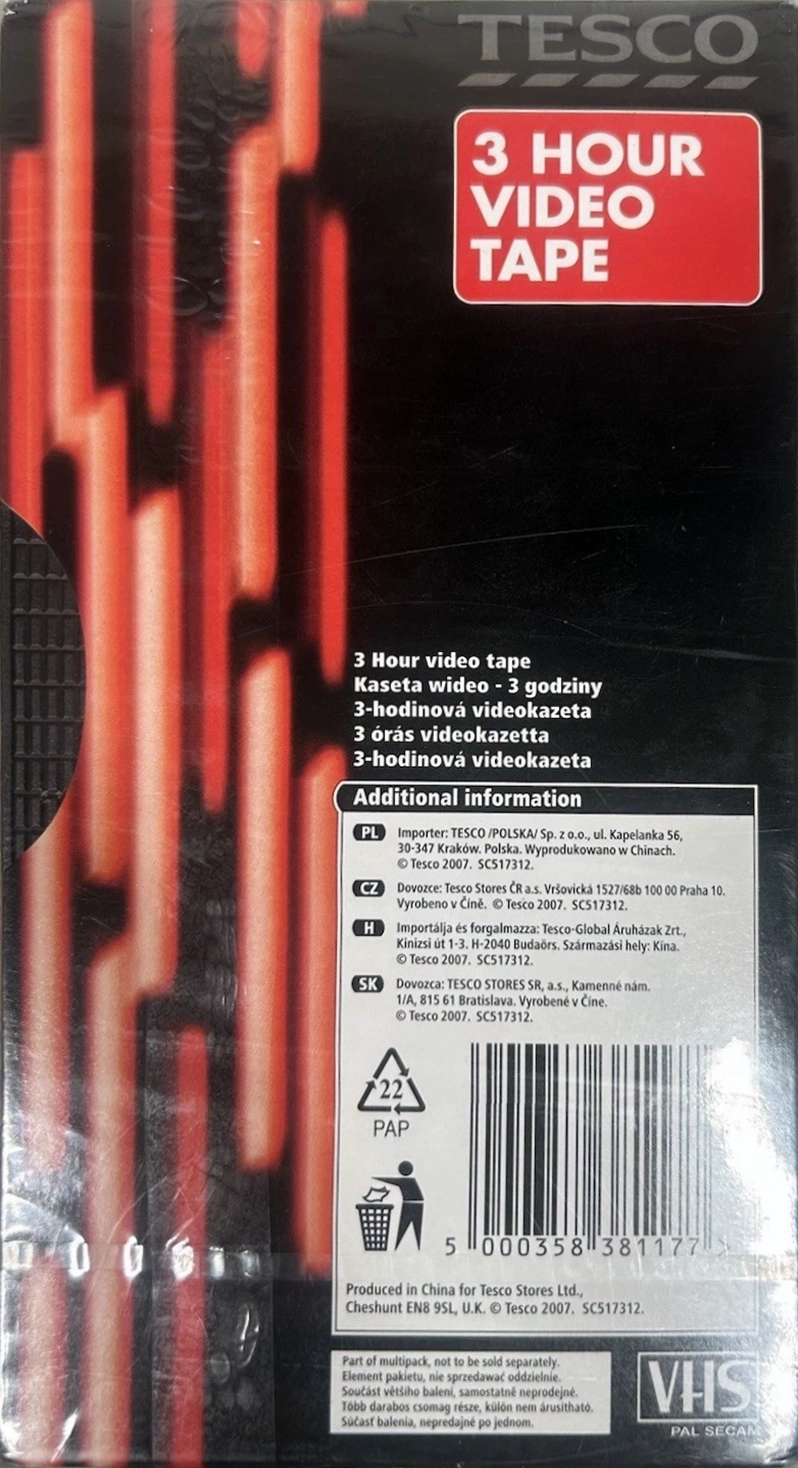 TESCO
3 HOUR
VIDEO
TAPE
3 Hour video tape
Kaseta wideo - 3 godziny
3-hodinová videokazeta
3 órás videokazetta
3-hodinová videokazeta
Additional information
PL Importer: TESCO /POLSKA/ Sp. z o.o., ul. Kapelanka 56,
30-347 Kraków. Polska. Wyprodukowano w Chinach.
© Tesco 2007. SC517312.
CZ Dovozce: Tesco Stores ČR a.s. Vršovická 1527/68b 100 00 Praha 10.
Vyrobeno v Číně. © Tesco 2007. SC517312.
H Importálja és forgalmazza: Tesco-Global Áruházak Zrt.,
Kinizsi út 1-3. H-2040 Budaörs. Származási hely: Kína.
© Tesco 2007. SC517312.
SK Dovozca: TESCO STORES SR, a.s., Kamenné nám.
1/A, 815 61 Bratislava. Vyrobené v Číne.
© Tesco 2007. SC517312.
22
PAP
5 000358 381177 >
Produced in China for Tesco Stores Ltd.,
Cheshunt EN8 9SL, U.K. © Tesco 2007. SC517312.
Part of multipack, not to be sold separately.
Element pakietu, nie sprzedawać oddzielnie.
Součást většího balení, samostatně neprodejné.
Több darabos csomag része, külön nem árusítható.
Súčasť balenia, nepredajné po jednom.
VHS
PAL SECAM